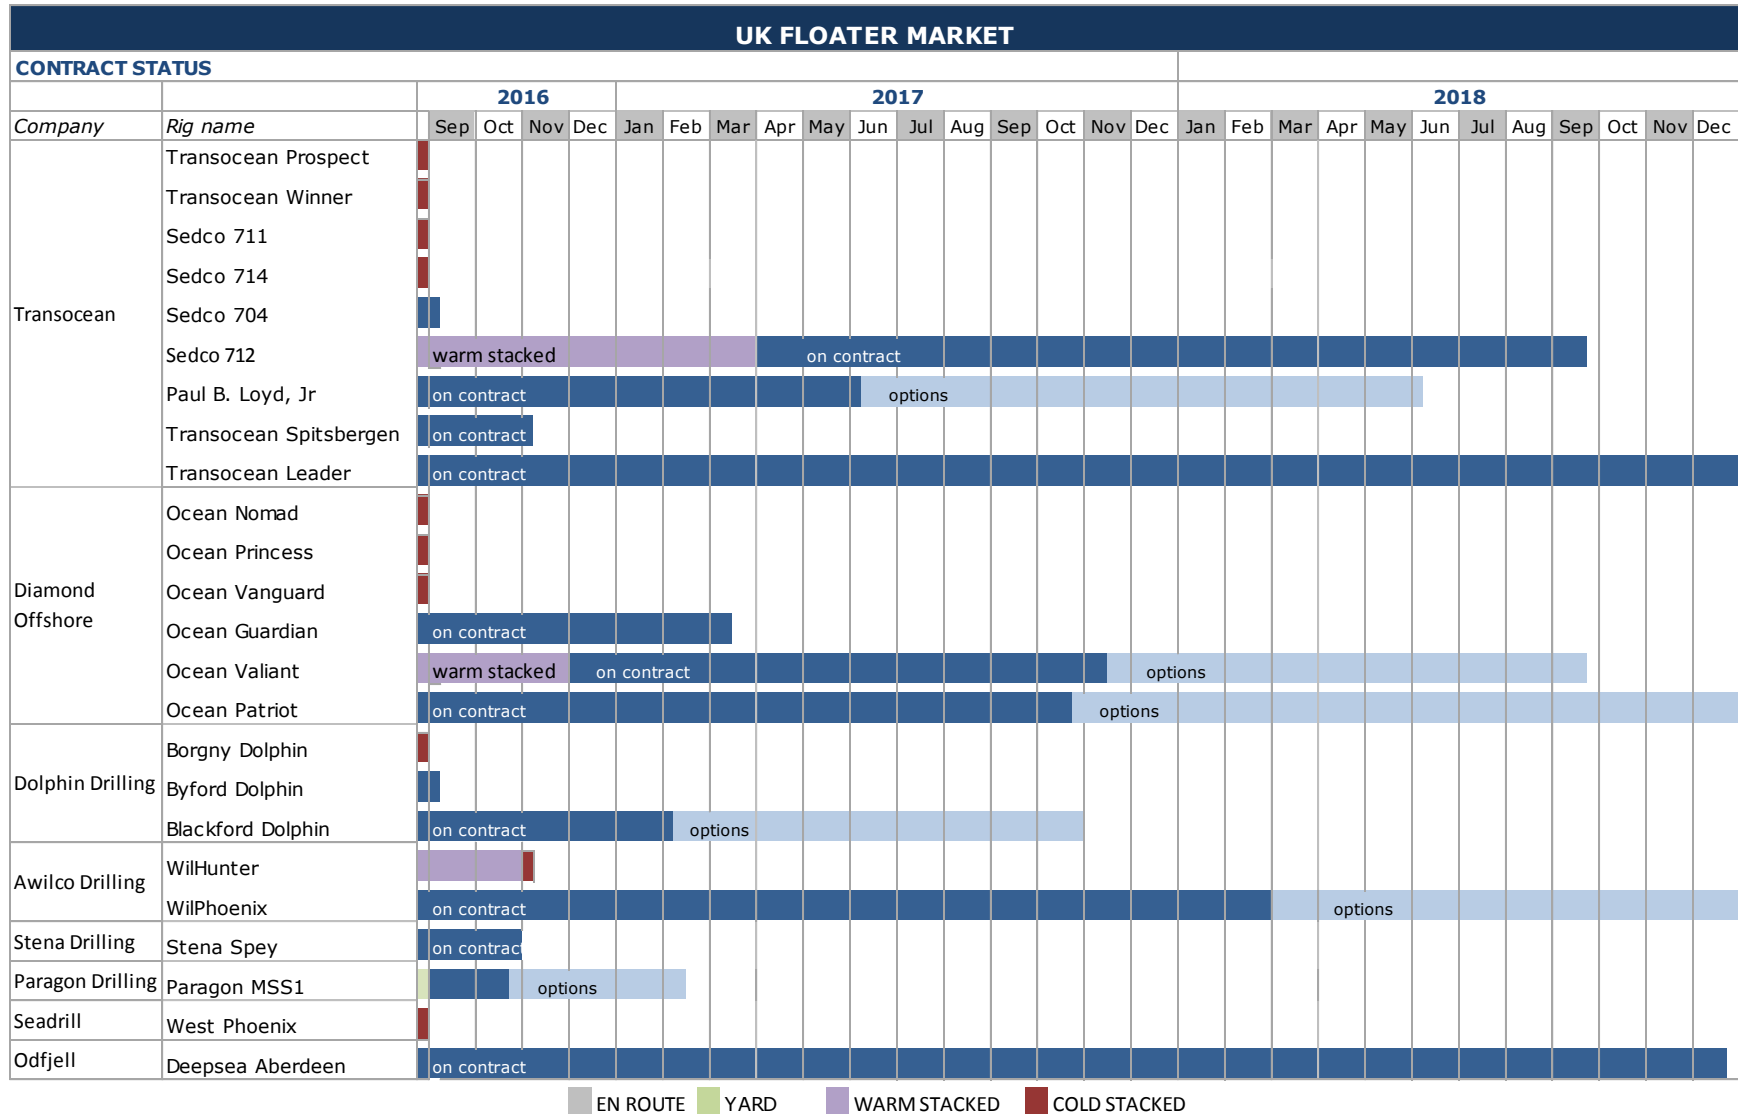 UK FLOATER MARKET
CONTRACT STATUS
2016 2017 2018
Company Rig name Sep Oct Nov Dec Jan Feb Mar Apr May Jun Jul Aug Sep Oct Nov Dec Jan Feb Mar Apr May Jun Jul Aug Sep Oct Nov Dec
Transocean Prospect
Transocean Winner
Sedco 711
Sedco 714
Transocean Sedco 704
Sedco 712 warm stacked on contract
Paul B. Loyd, Jr on contract options
Transocean Spitsbergen on contract
Transocean Leader on contract
Ocean Nomad
Ocean Princess
Diamond Ocean Vanguard
Offshore Ocean Guardian on contract
Ocean Valiant warm stacked on contract options
Ocean Patriot on contract options
Borgny Dolphin
Dolphin Drilling Byford Dolphin
Blackford Dolphin on contract options
WilHunter
Awilco Drilling
WilPhoenix on contract options
Stena Drilling Stena Spey on contract
Paragon Drilling Paragon MSS1 options
Seadrill West Phoenix
Odfjell Deepsea Aberdeen on contract
EN ROUTE YARD WARM STACKED COLD STACKED